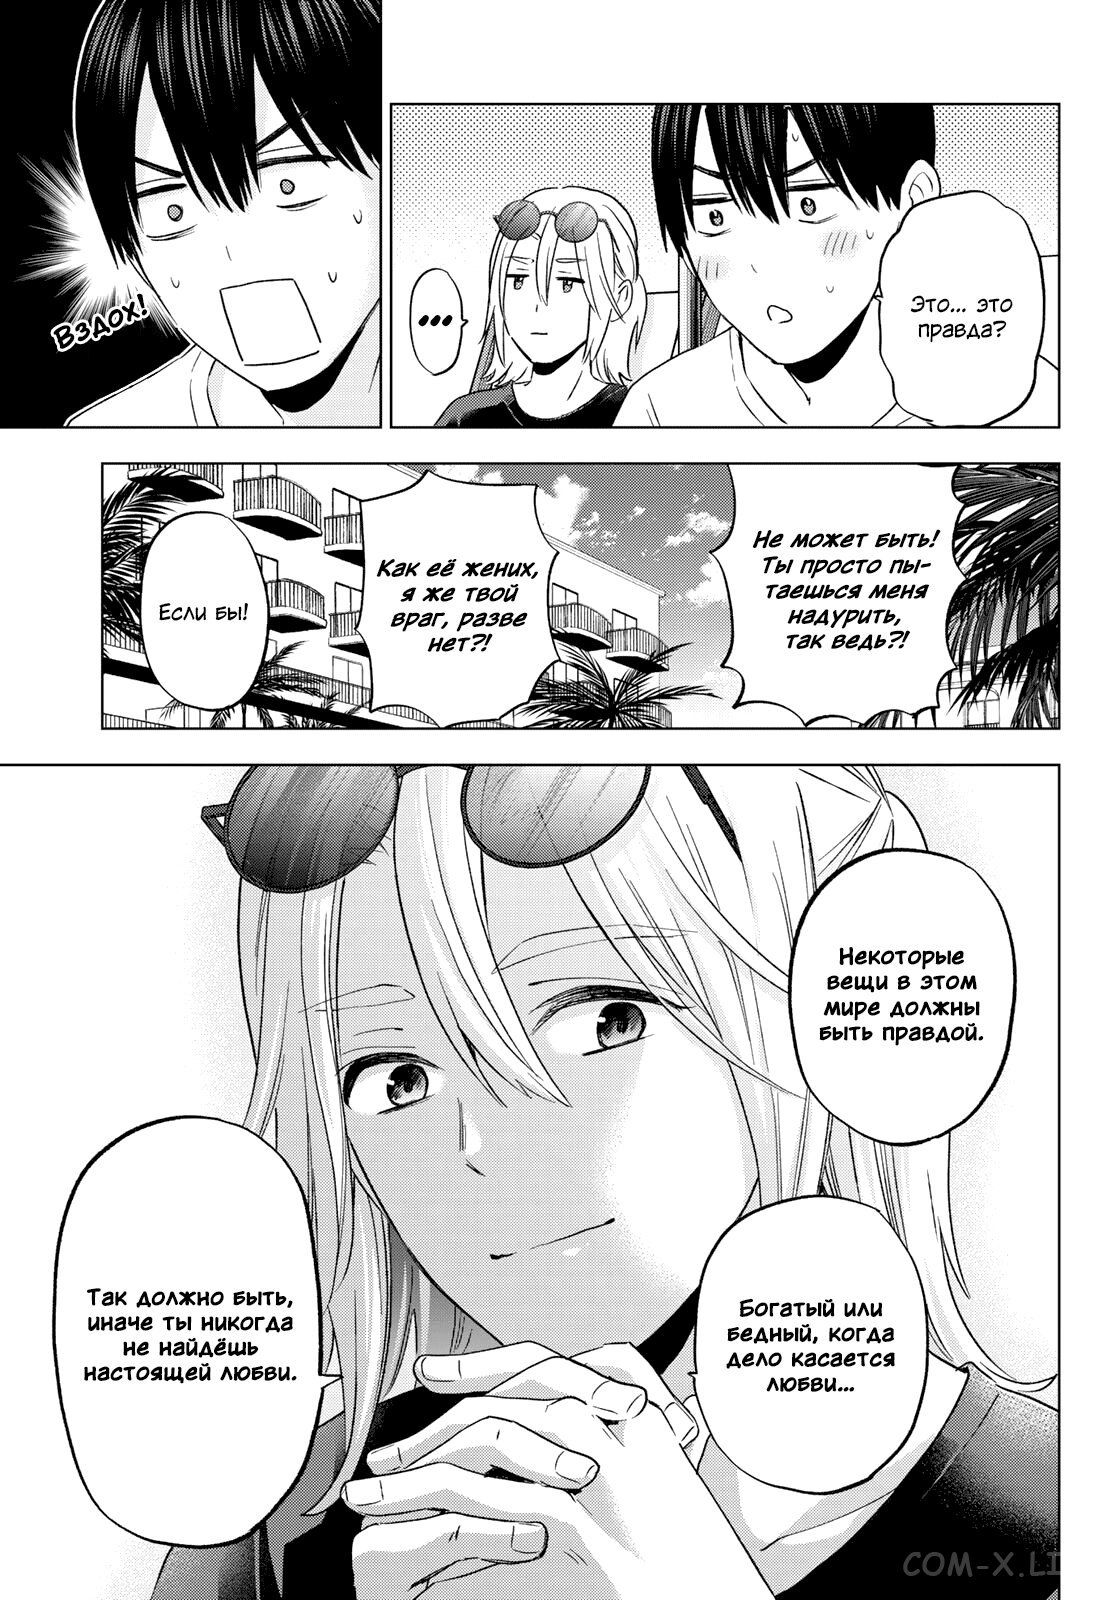 Это... это
правда?
...
Вздох!
Не может быть!
Ты просто пы-
таешься меня
надурить,
так ведь?!
Как её жених,
я же твой
враг, разве
нет?!
Если бы!
Некоторые
вещи в этом
мире должны
быть правдой.
Богатый или
бедный, когда
дело касается
любви...
Так должно быть,
иначе ты никогда
не найдёшь
настоящей любви.
COM-X.LI